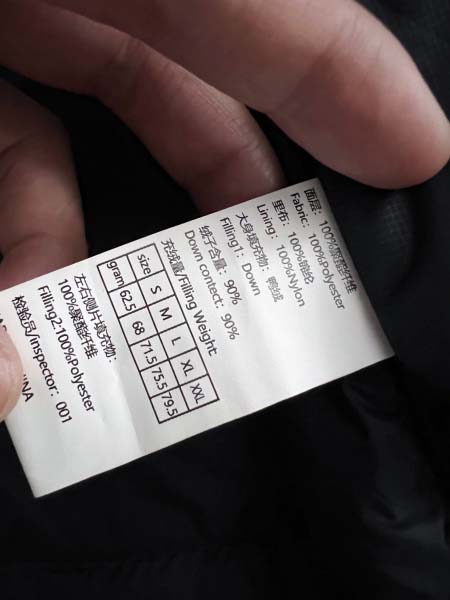 面层：100%聚酯纤维
Fabric：100%Polyester
里布：100%锦纶
Lining：100%Nylon
大身填充物：鸭绒
Filling1：Down
绒子含量：90%
Down contect：90%
充绒量/Filling Weight
size S M L XL XXL
gram 62.5 68 71.5 75.5 79.5
左右侧片填充物：
100%聚酯纤维
Filling2:100%Polyester
检验员/inspector：001